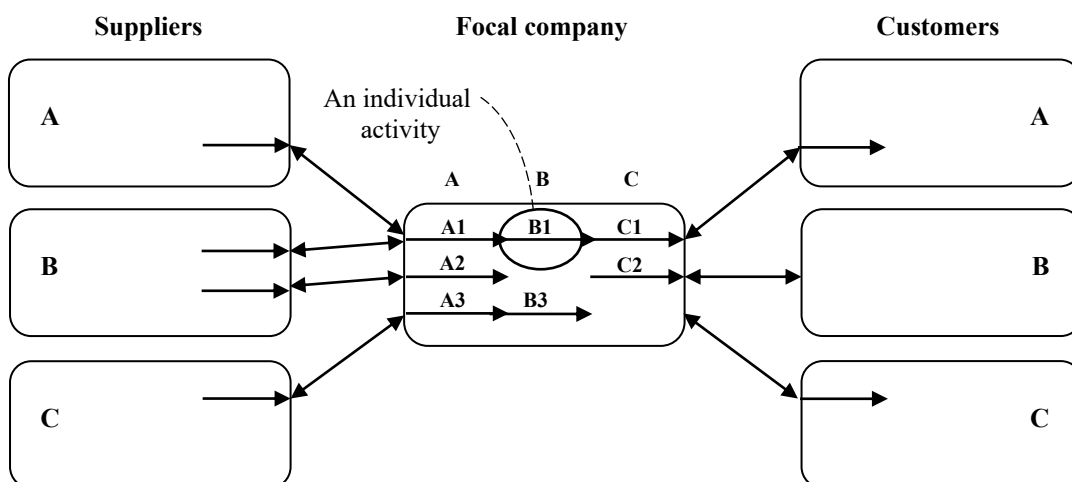 Suppliers
Focal company
Customers
An individual
activity
A
A
A
B
C
A1
B1
C1
A2
C2
A3
B3
B
B
C
C